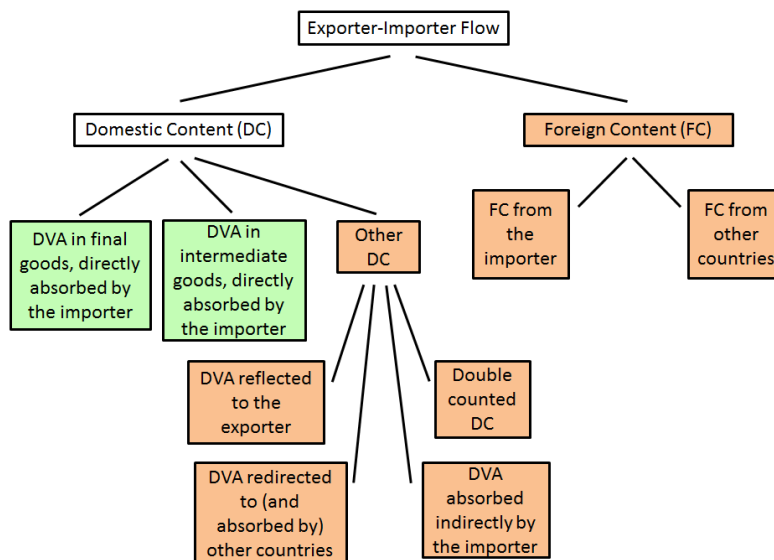 Exporter-Importer Flow
Domestic Content (DC)
Foreign Content (FC)
DVA in final
goods, directly
absorbed by
the importer
DVA in
intermediate
goods, directly
absorbed by
the importer
Other
DC
FC from
the
importer
FC from
other
countries
DVA reflected
to the
exporter
Double
counted
DC
DVA redirected
to (and
absorbed by)
other countries
DVA
absorbed
indirectly by
the importer